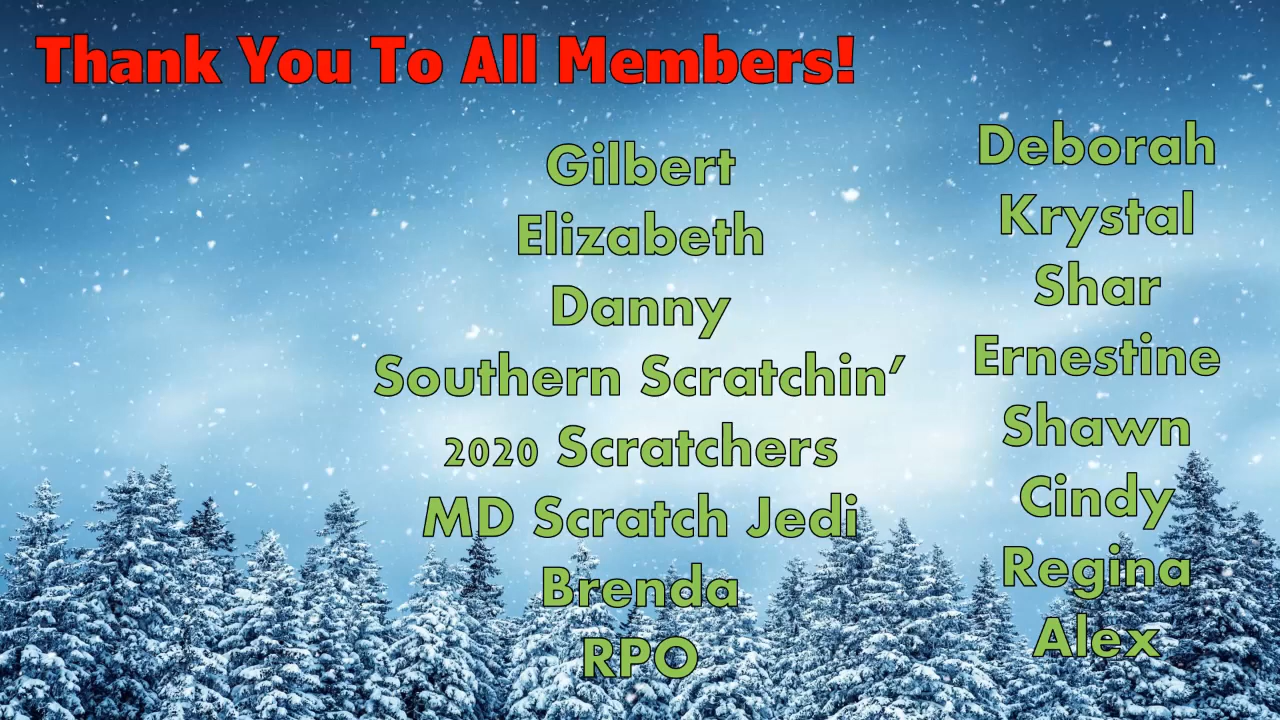 Thank You To All Members!
Gilbert
Elizabeth
Danny
Southern Scratchin’
2020 Scratchers
MD Scratch Jedi
Brenda
RPO
Deborah
Krystal
Shar
Ernestine
Shawn
Cindy
Regina
Alex